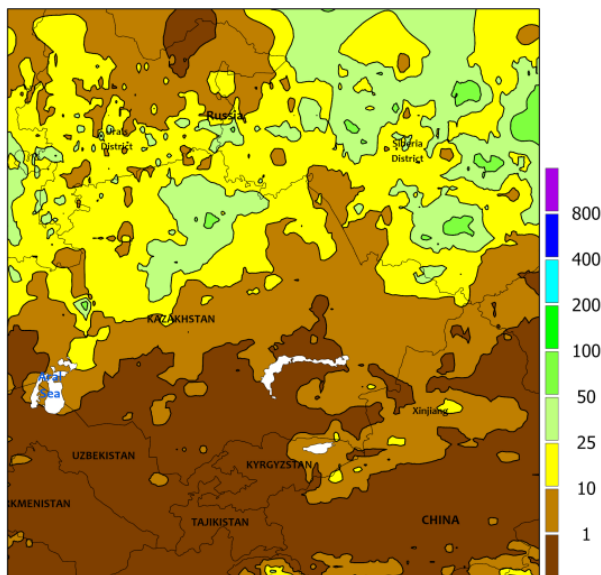 Russia
Urals
District
Siberia
District
800
400
200
100
50
25
10
1
KAZAKHSTAN
Aral
Sea
Xinjiang
UZBEKISTAN
KYRGYZSTAN
RKMENISTAN
TAJIKISTAN
CHINA